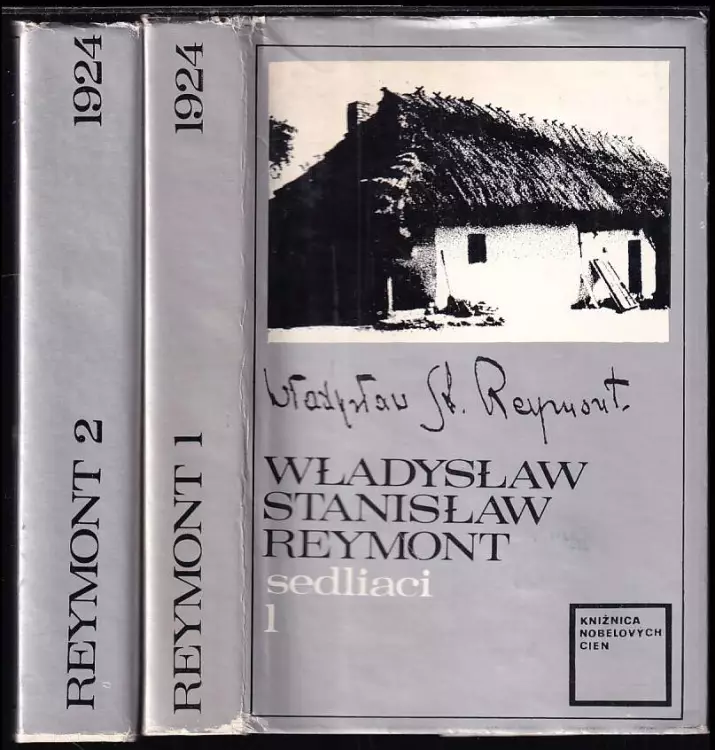 REYMONT 2 1924
REYMONT 1 1924
Władysław St. Reymont.
WŁADYSŁAW
STANISŁAW
REYMONT
sedliaci
1
KNIŽNICA
NOBELOVÝCH
CIEN